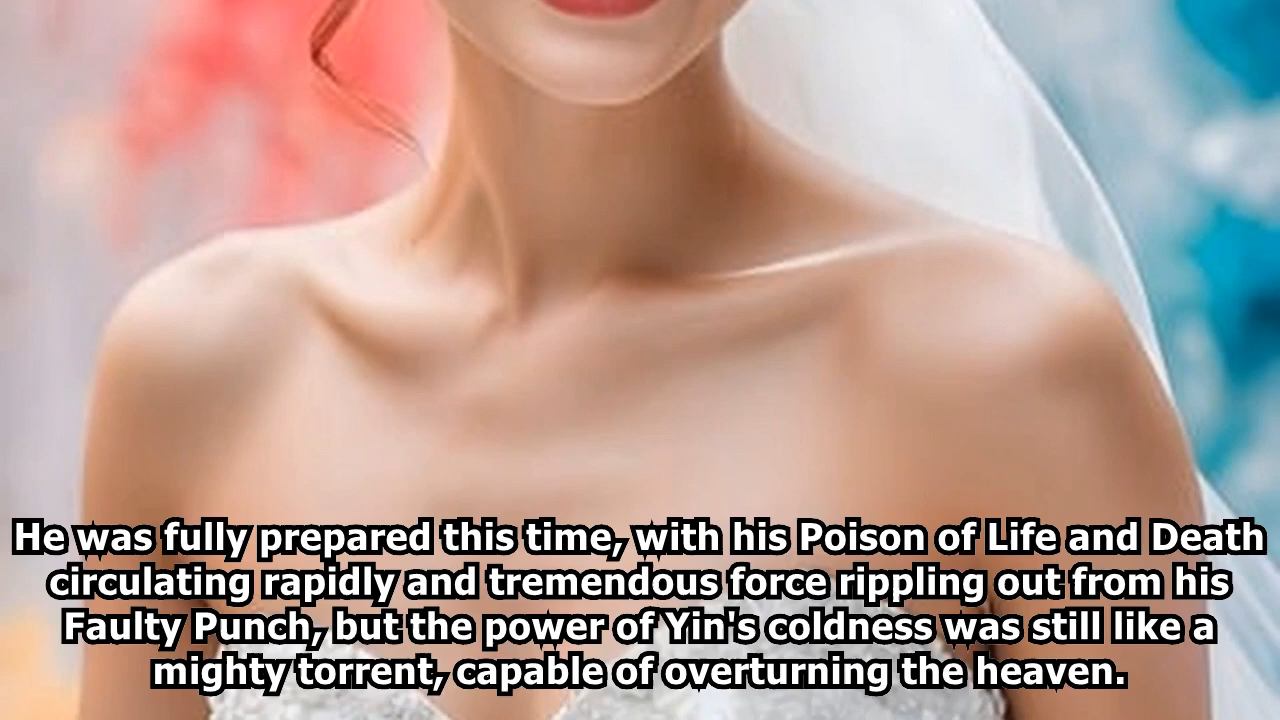 He was fully prepared this time, with his Poison of Life and Death
circulating rapidly and tremendous force rippling out from his
Faulty Punch, but the power of Yin's coldness was still like a
mighty torrent, capable of overturning the heaven.